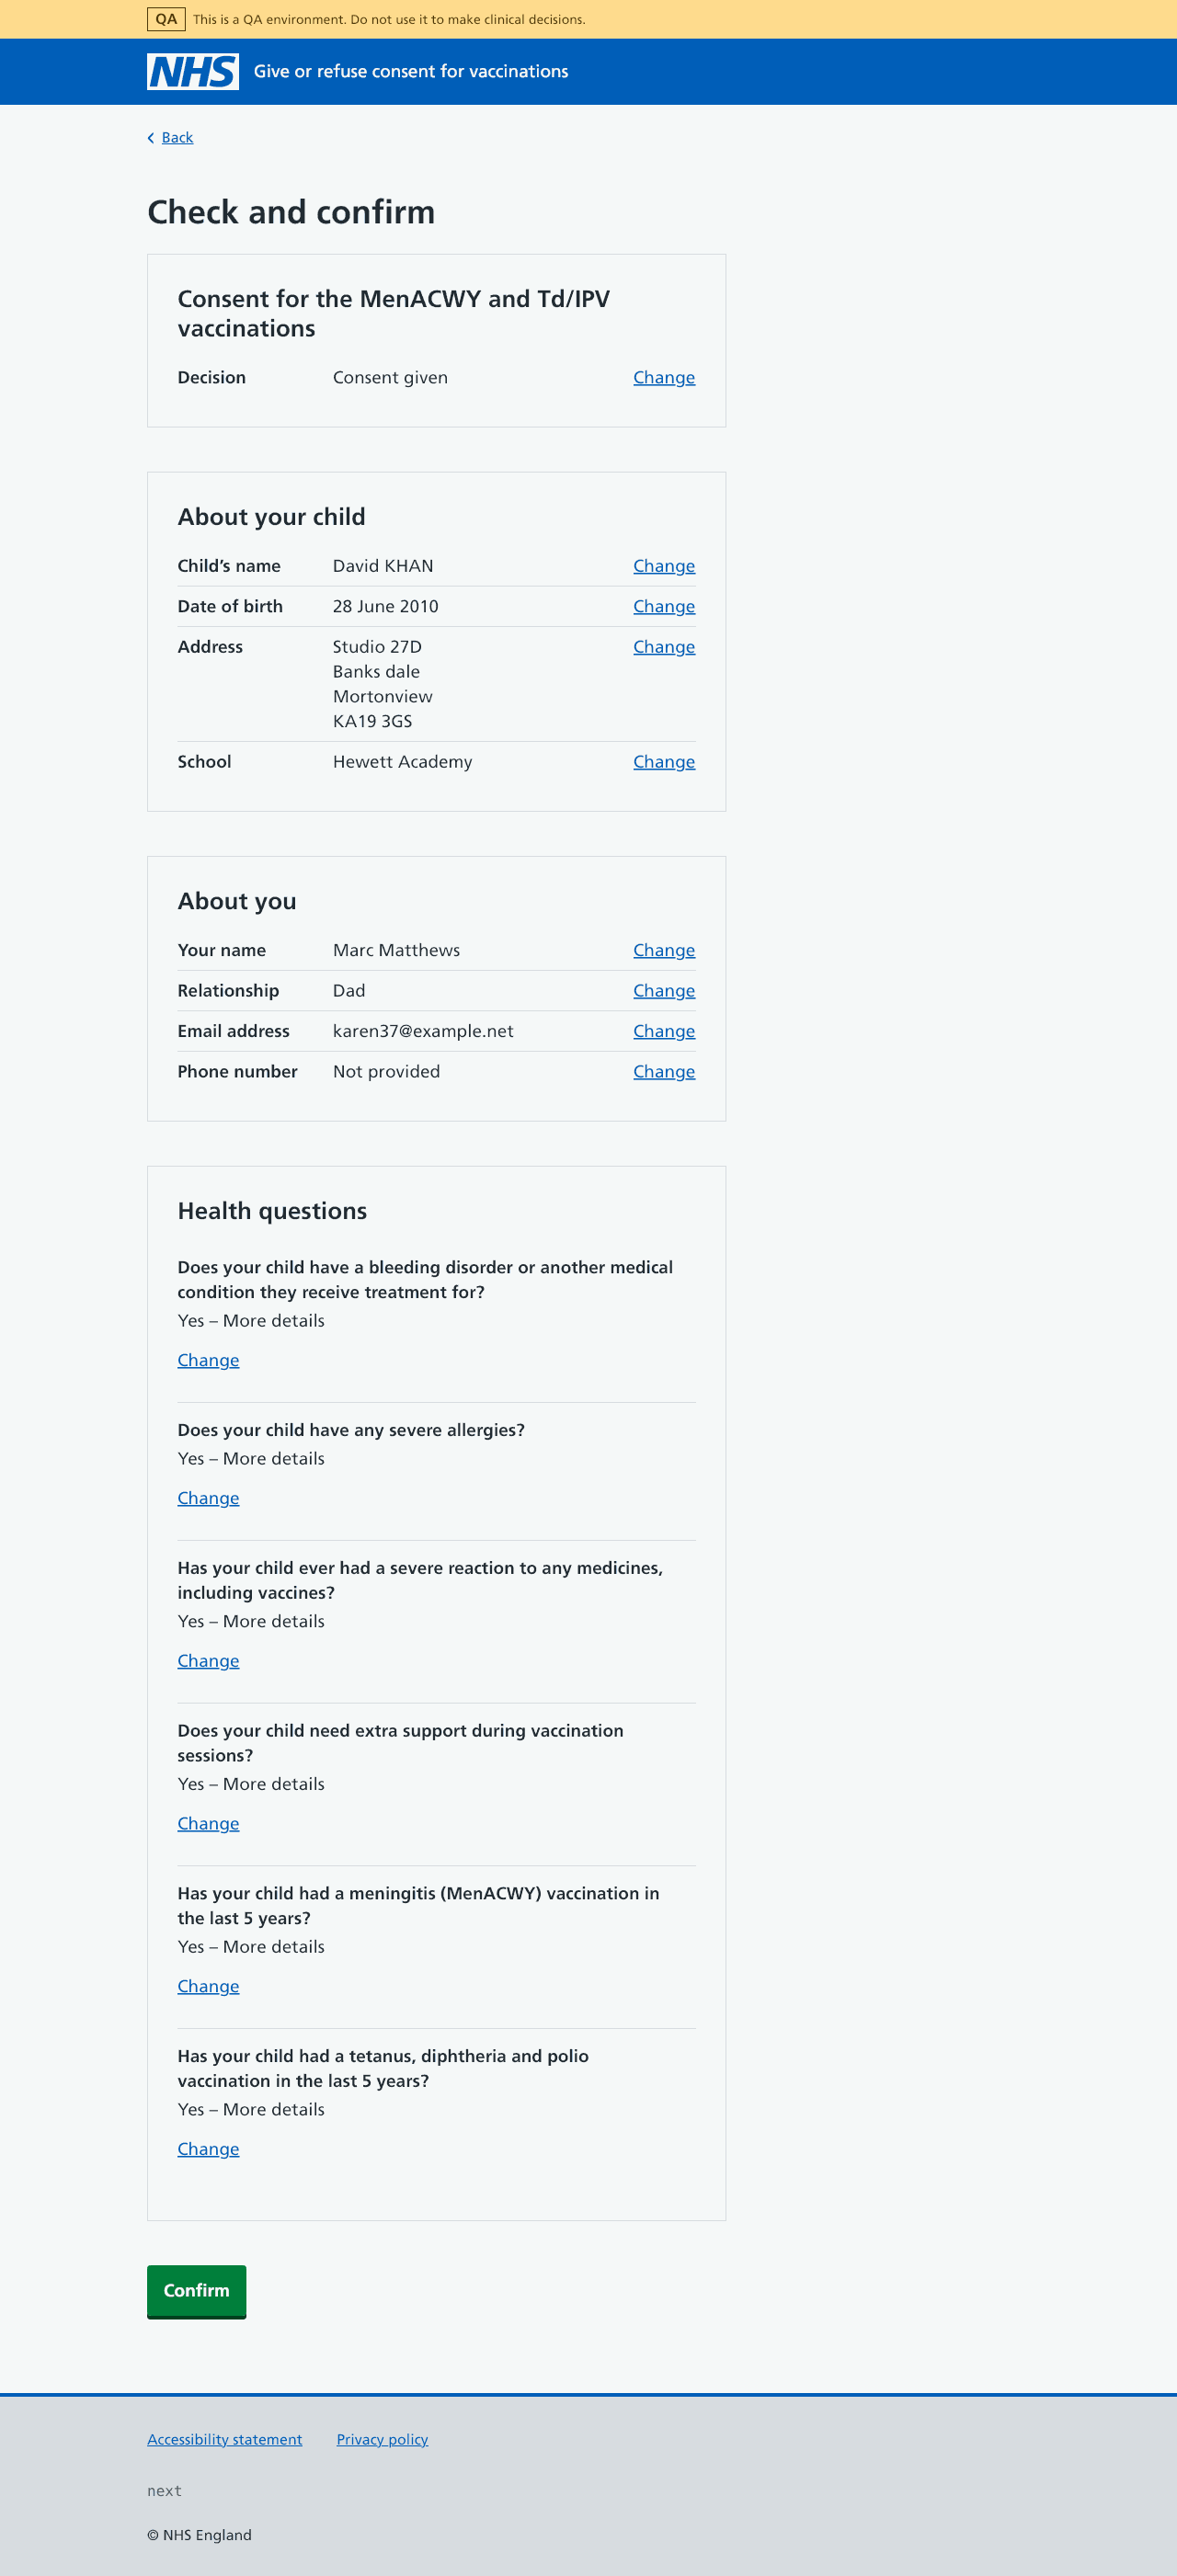 QA This is a QA environment. Do not use it to make clinical decisions.
NHS Give or refuse consent for vaccinations
Back
Check and confirm
Consent for the MenACWY and Td/IPV
vaccinations
Decision Consent given Change
About your child
Child’s name David KHAN Change
Date of birth 28 June 2010 Change
Address Studio 27D Change
Banks dale
Mortonview
KA19 3GS
School Hewett Academy Change
About you
Your name Marc Matthews Change
Relationship Dad Change
Email address karen37@example.net Change
Phone number Not provided Change
Health questions
Does your child have a bleeding disorder or another medical
condition they receive treatment for?
Yes – More details
Change
Does your child have any severe allergies?
Yes – More details
Change
Has your child ever had a severe reaction to any medicines,
including vaccines?
Yes – More details
Change
Does your child need extra support during vaccination
sessions?
Yes – More details
Change
Has your child had a meningitis (MenACWY) vaccination in
the last 5 years?
Yes – More details
Change
Has your child had a tetanus, diphtheria and polio
vaccination in the last 5 years?
Yes – More details
Change
Confirm
Accessibility statement Privacy policy
next
© NHS England